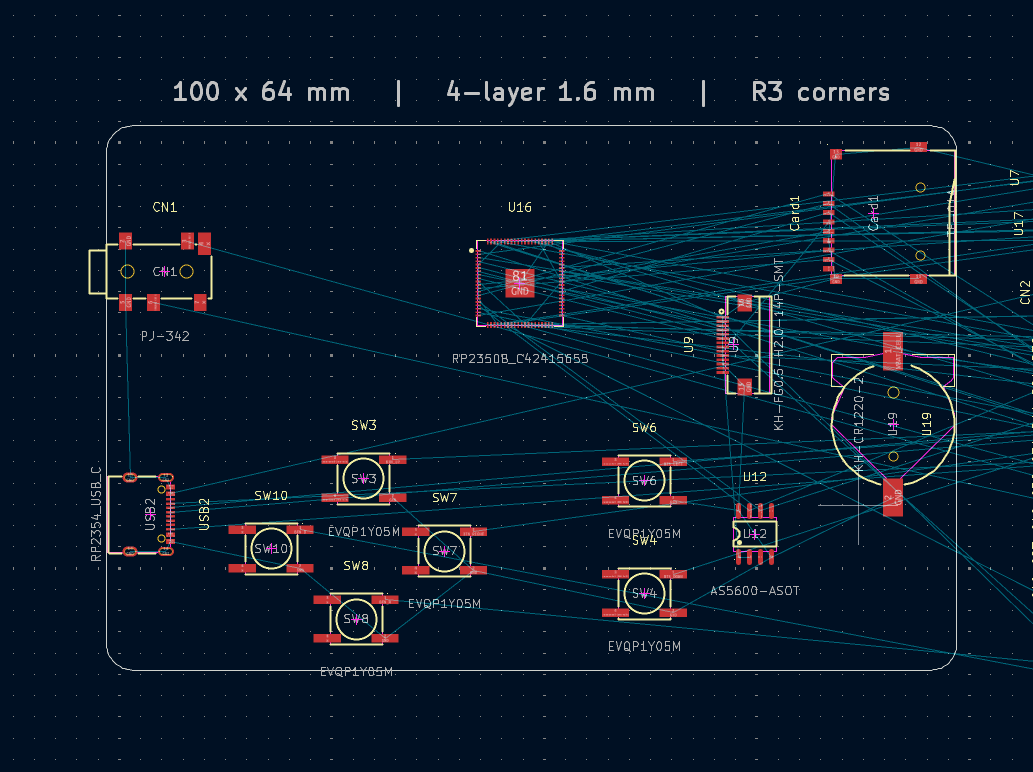 100 x 64 mm | 4-layer 1.6 mm | R3 corners
CN1
CN1
PJ-342
U16
81
GND
RP2350B_C42415655
Card1
Card1
U7
U17
CN2
U9
U9
KH-FG0.5-H2.0-14P-SMT
KH-CR1220-2
U19
U19
GND
SW3
SW3
EVQP1Y05M
SW6
SW6
EVQP1Y05M
RP2354_USB_C
USB2
USB2
SW10
SW10
EVQP1Y05M
SW7
SW7
EVQP1Y05M
U12
U12
AS5600-ASOT
SW8
SW8
EVQP1Y05M
SW4
SW4
EVQP1Y05M